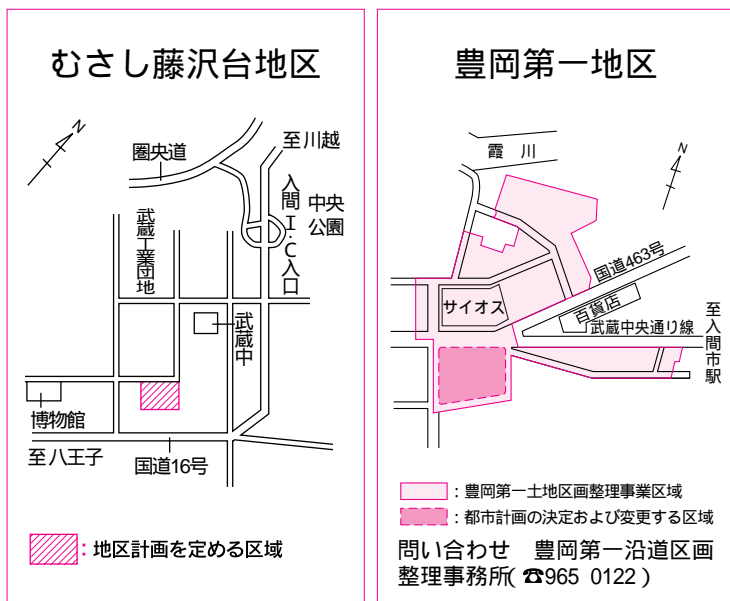 むさし藤沢台地区
N
圏央道
至川越
入間I・C入口
中央
公園
武蔵工業団地
武蔵中
博物館
至八王子
国道16号
：地区計画を定める区域
豊岡第一地区
霞川
N
国道463号
サイオス
百貨店
武蔵中央通り線
至入間市駅
：豊岡第一土地区画整理事業区域
：都市計画の決定および変更する区域
問い合わせ　豊岡第一沿道区画
整理事務所(☎965 0122)